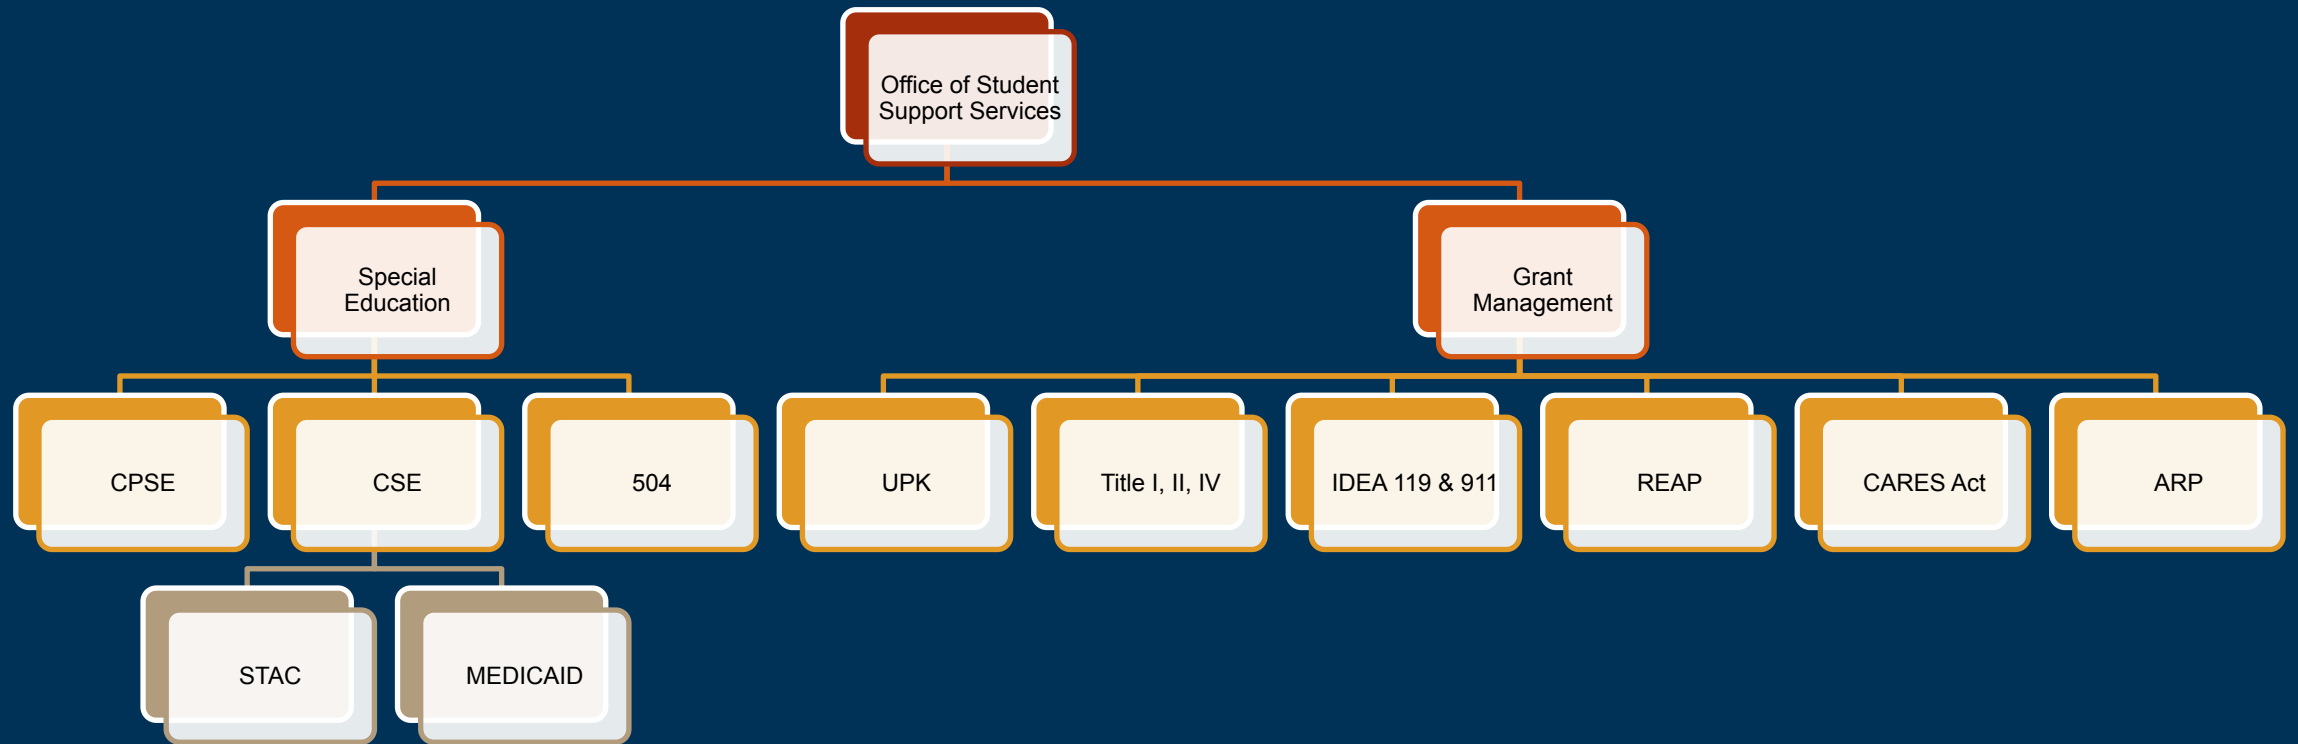 Office of Student
Support Services
Special
Education
Grant
Management
CPSE
CSE
504
UPK
Title I, II, IV
IDEA 119 & 911
REAP
CARES Act
ARP
STAC
MEDICAID